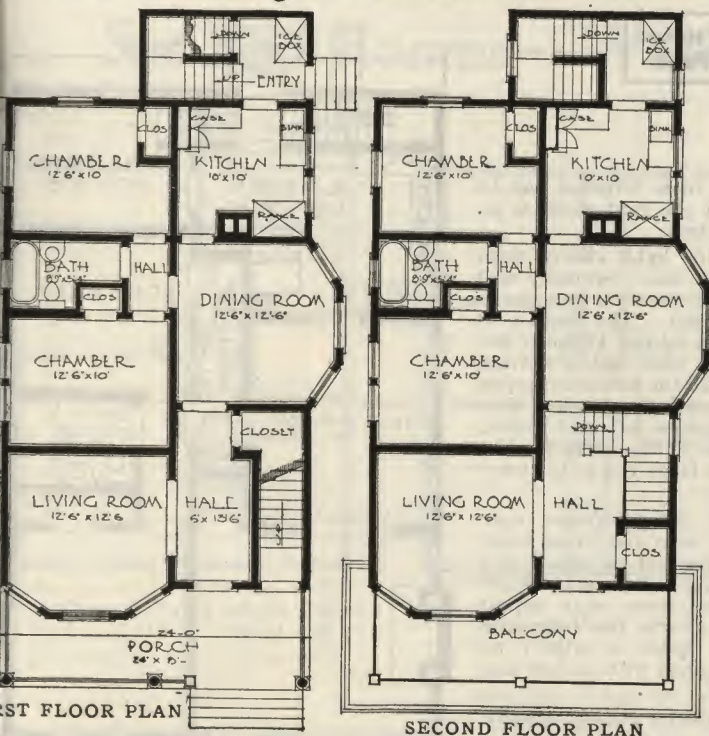 DOWN
ICE
BOX
UP
ENTRY
CLOS
CASE
SINK
CHAMBER
12'6"x10
KITCHEN
10'x10'
RANGE
BATH
HALL
CLOS
DINING ROOM
12'6"x12'6"
CHAMBER
12'6"x10'
CLOSET
LIVING ROOM
12'6"x12'6
HALL
6'x 13'6"
UP
24'-0"
PORCH
RST FLOOR PLAN
DOWN
ICE
BOX
CLOS
CASE
SINK
CHAMBER
12'6"x10'
KITCHEN
10'x10'
RANGE
BATH
HALL
CLOS
DINING ROOM
12'6"x12'6"
CHAMBER
12'6"x10'
DOWN
LIVING ROOM
12'6"x12'6"
HALL
CLOS.
BALCONY
SECOND FLOOR PLAN